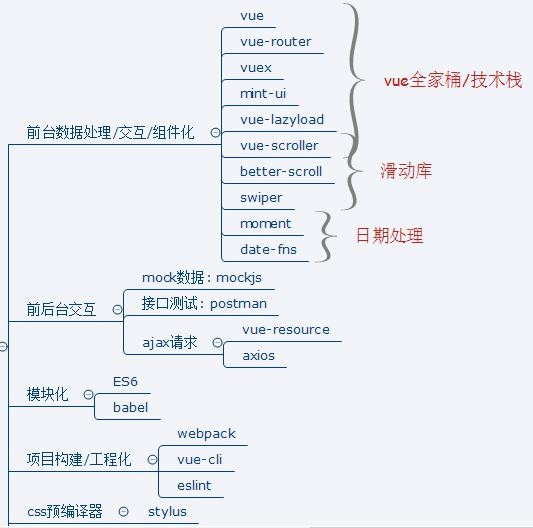 vue
vue-router
vuex
mint-ui
vue-lazyload
vue-scroller
better-scroll
swiper
moment
date-fns
vue全家桶/技术栈
滑动库
日期处理
前台数据处理/交互/组件化
mock数据：mockjs
接口测试：postman
ajax请求
vue-resource
axios
前后台交互
ES6
babel
模块化
webpack
vue-cli
eslint
项目构建/工程化
css预编译器
stylus